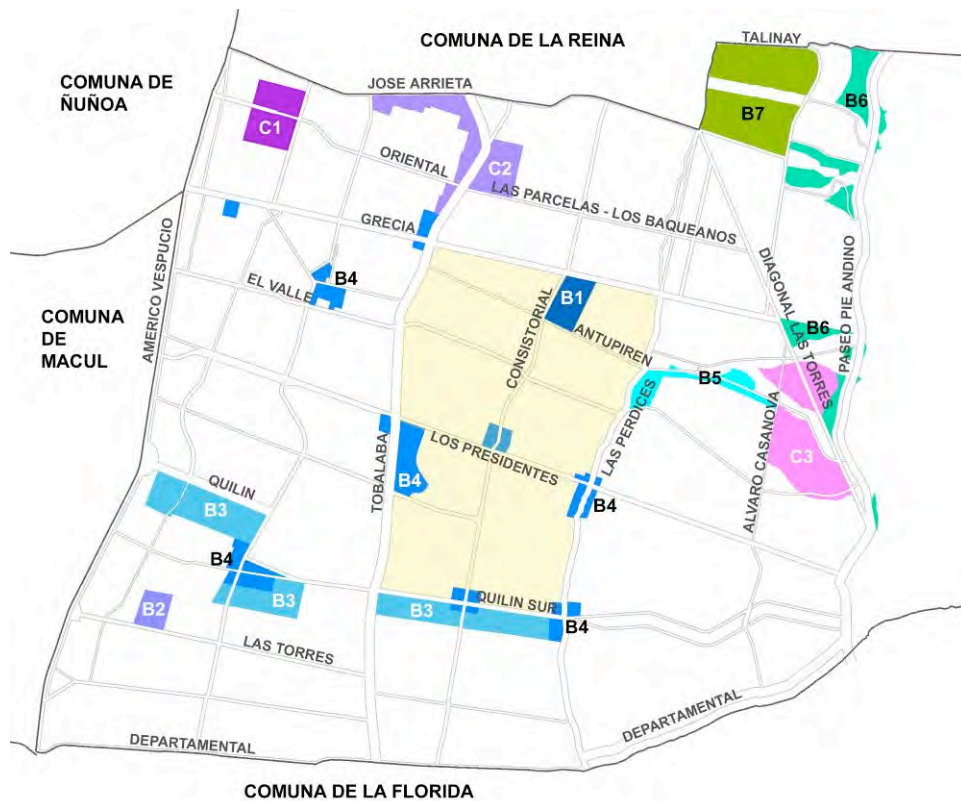 COMUNA DE LA REINA
TALINAY
COMUNA DE
ÑUÑOA
JOSE ARRIETA
B6
B7
C1
ORIENTAL
C2
LAS PARCELAS - LOS BAQUEANOS
GRECIA
AMERICO VESPUCIO
EL VALLE
B4
CONSISTORIAL
B1
ANTUPIREN
DIAGONAL LAS TORRES
PASEO PIE ANDINO
B6
COMUNA
DE
MACUL
B5
LAS PERDICES
ALVARO CASANOVA
TOBALABA
LOS PRESIDENTES
B4
C3
QUILIN
B3
B4
B4
B3
B2
B3
QUILIN SUR
B4
LAS TORRES
DEPARTAMENTAL
DEPARTAMENTAL
COMUNA DE LA FLORIDA